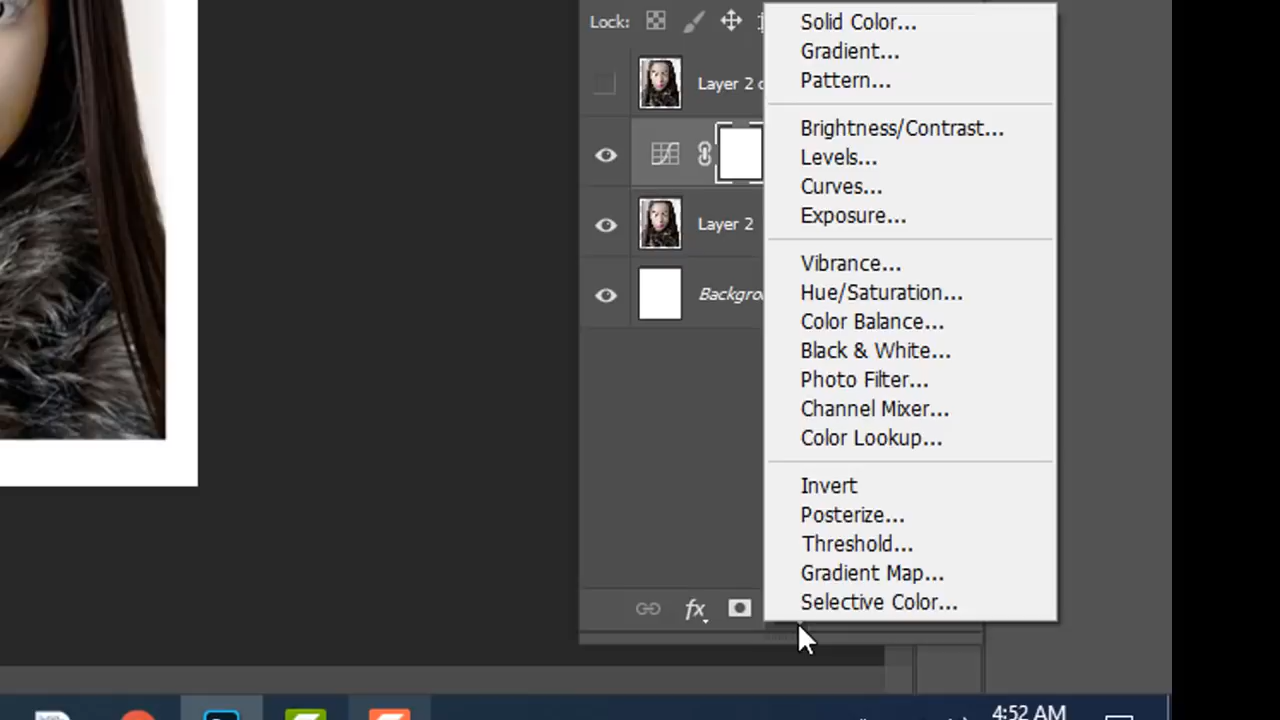 Lock:
Solid Color...
Gradient...
Pattern...
Layer 2
Brightness/Contrast...
Levels...
Curves...
Exposure...
Layer 2
Vibrance...
Hue/Saturation...
Color Balance...
Black & White...
Photo Filter...
Channel Mixer...
Color Lookup...
Invert
Posterize...
Threshold...
Gradient Map...
Selective Color...
fx
4:52 AM